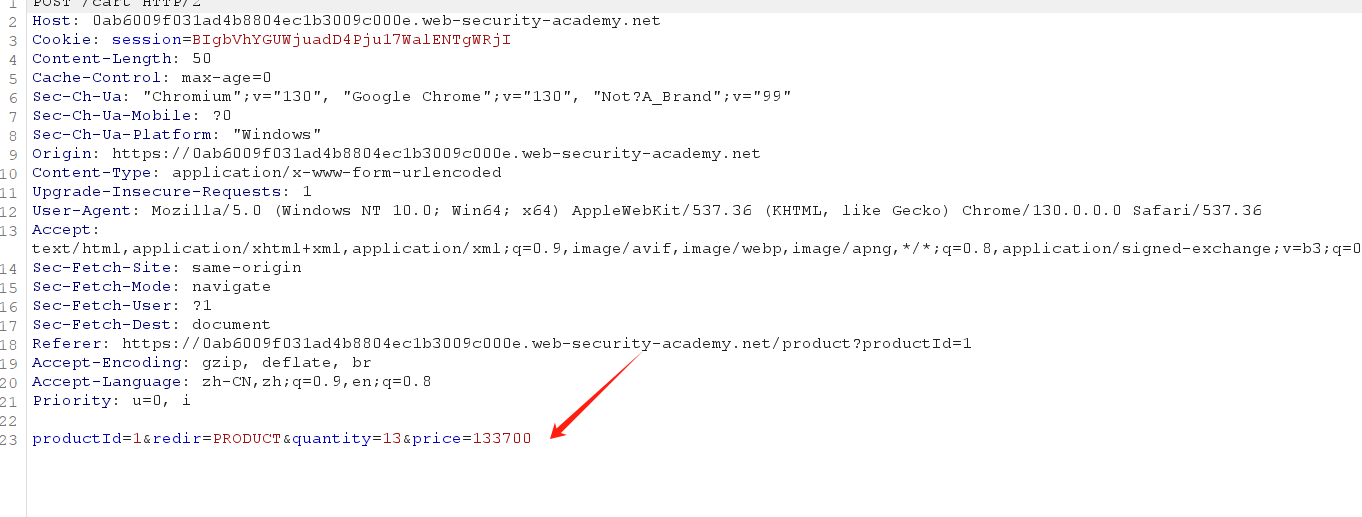 1 POST /cart HTTP/2
2 Host: 0ab6009f031ad4b8804ec1b3009c000e.web-security-academy.net
3 Cookie: session=BIgbVhYGUWjuadD4Pju17WalENTgWRjI
4 Content-Length: 50
5 Cache-Control: max-age=0
6 Sec-Ch-Ua: "Chromium";v="130", "Google Chrome";v="130", "Not?A_Brand";v="99"
7 Sec-Ch-Ua-Mobile: ?0
8 Sec-Ch-Ua-Platform: "Windows"
9 Origin: https://0ab6009f031ad4b8804ec1b3009c000e.web-security-academy.net
10 Content-Type: application/x-www-form-urlencoded
11 Upgrade-Insecure-Requests: 1
12 User-Agent: Mozilla/5.0 (Windows NT 10.0; Win64; x64) AppleWebKit/537.36 (KHTML, like Gecko) Chrome/130.0.0.0 Safari/537.36
13 Accept:
text/html,application/xhtml+xml,application/xml;q=0.9,image/avif,image/webp,image/apng,*/*;q=0.8,application/signed-exchange;v=b3;q=0
14 Sec-Fetch-Site: same-origin
15 Sec-Fetch-Mode: navigate
16 Sec-Fetch-User: ?1
17 Sec-Fetch-Dest: document
18 Referer: https://0ab6009f031ad4b8804ec1b3009c000e.web-security-academy.net/product?productId=1
19 Accept-Encoding: gzip, deflate, br
20 Accept-Language: zh-CN,zh;q=0.9,en;q=0.8
21 Priority: u=0, i
22
23 productId=1&redir=PRODUCT&quantity=13&price=133700